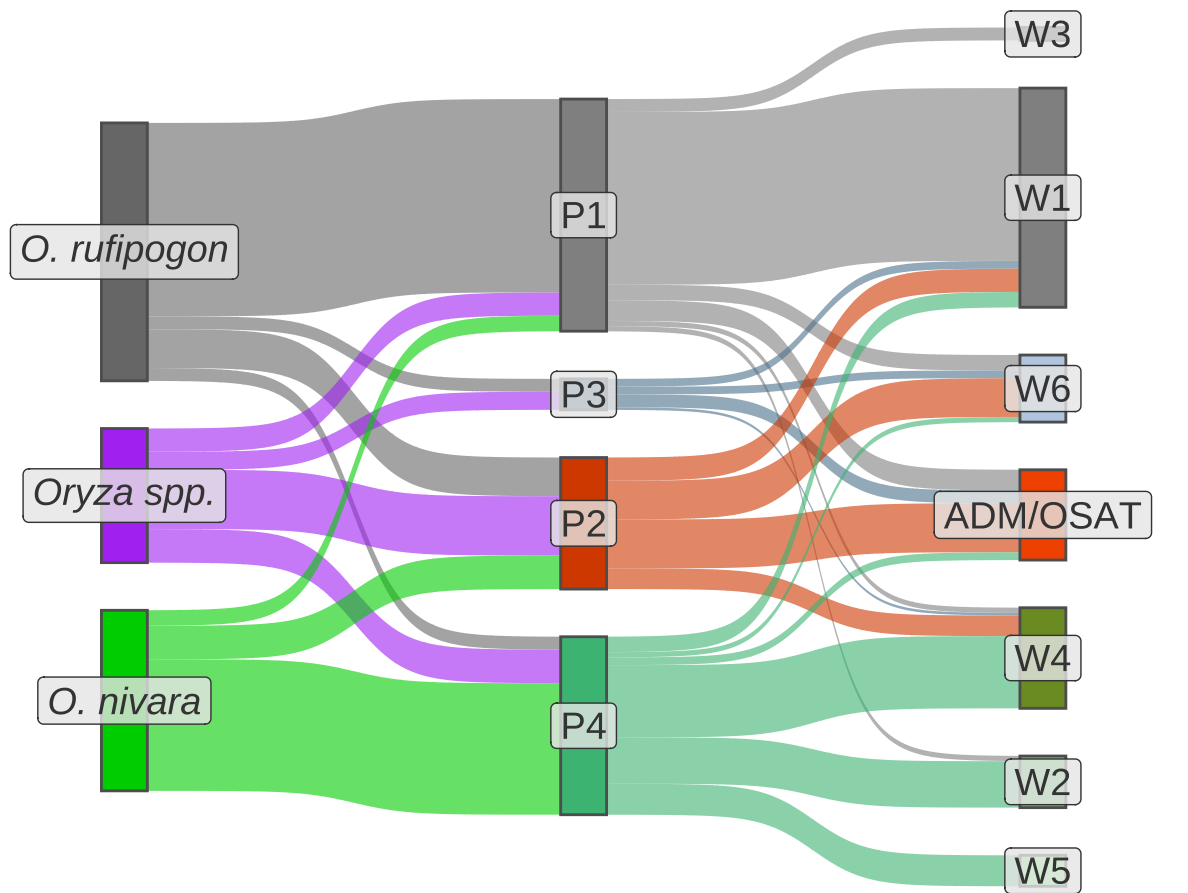 O. rufipogon
Oryza spp.
O. nivara
P1
P3
P2
P4
W3
W1
W6
ADM/OSAT
W4
W2
W5